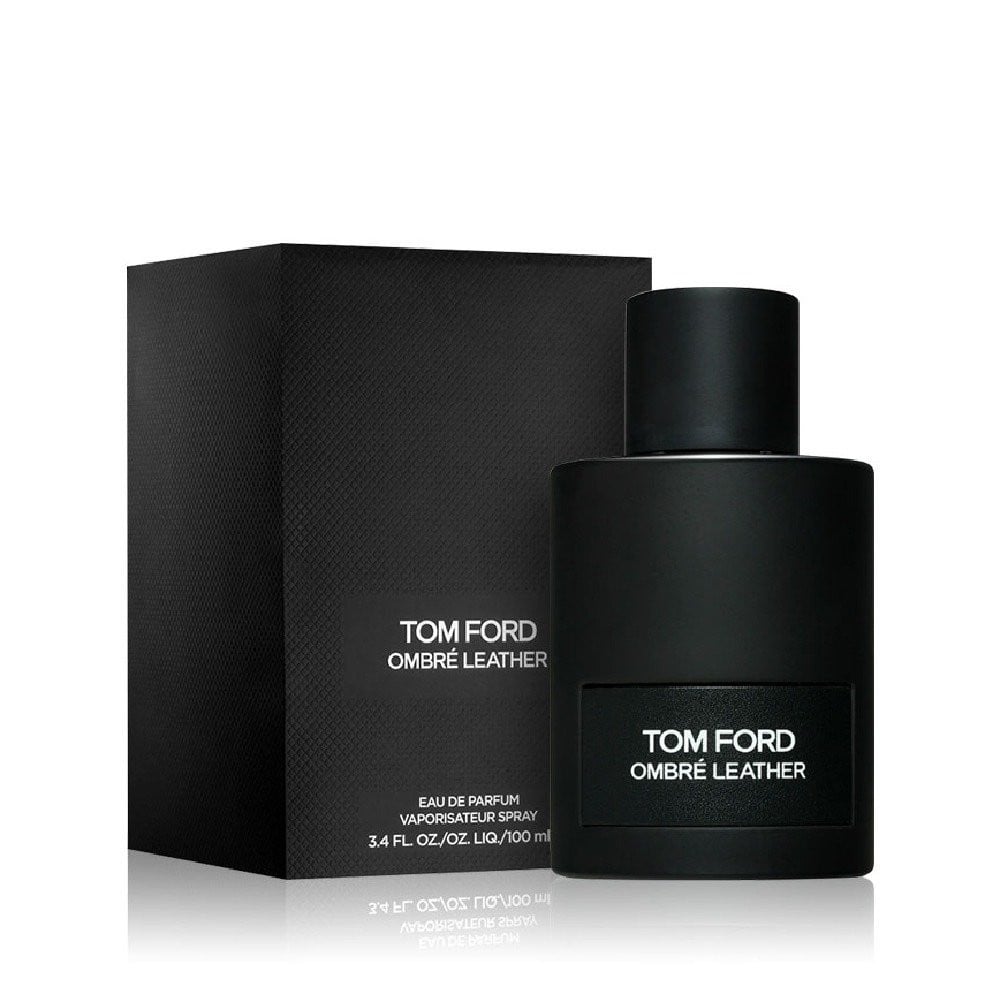 TOM FORD
OMBRÉ LEATHER
EAU DE PARFUM
VAPORISATEUR SPRAY
3.4 FL. OZ./OZ. LIQ./100 ml
TOM FORD
OMBRÉ LEATHER